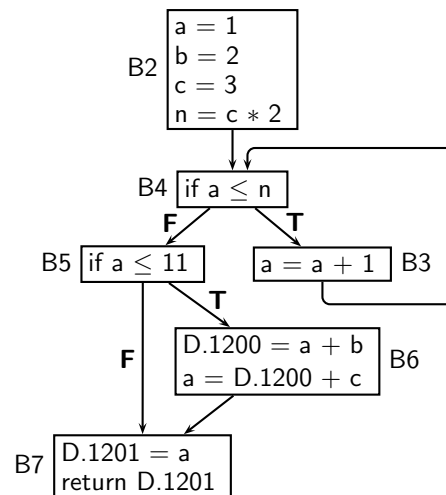 B2
a = 1
b = 2
c = 3
n = c ∗ 2
B4
if a ≤ n
F
T
B5
if a ≤ 11
a = a + 1
B3
T
F
D.1200 = a + b
a = D.1200 + c
B6
B7
D.1201 = a
return D.1201